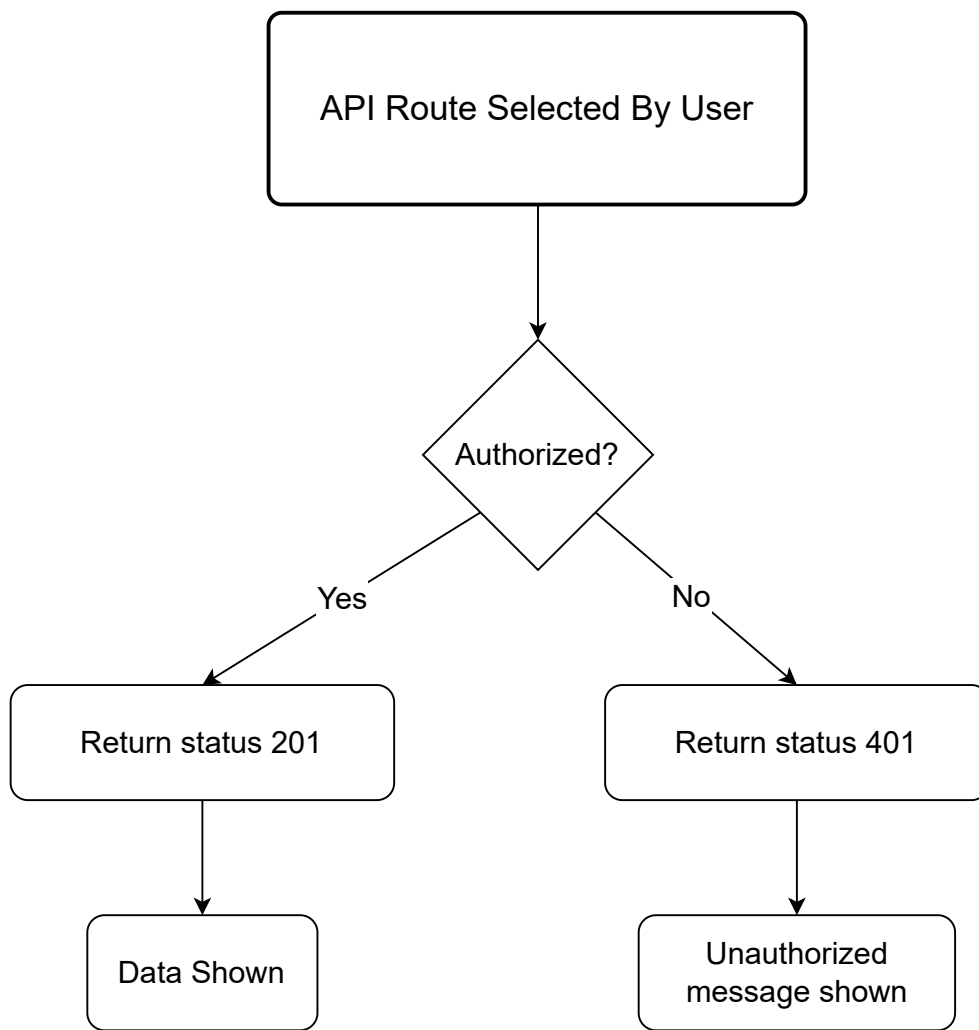 API Route Selected By User
Authorized?
Yes
No
Return status 201
Return status 401
Data Shown
Unauthorized
message shown